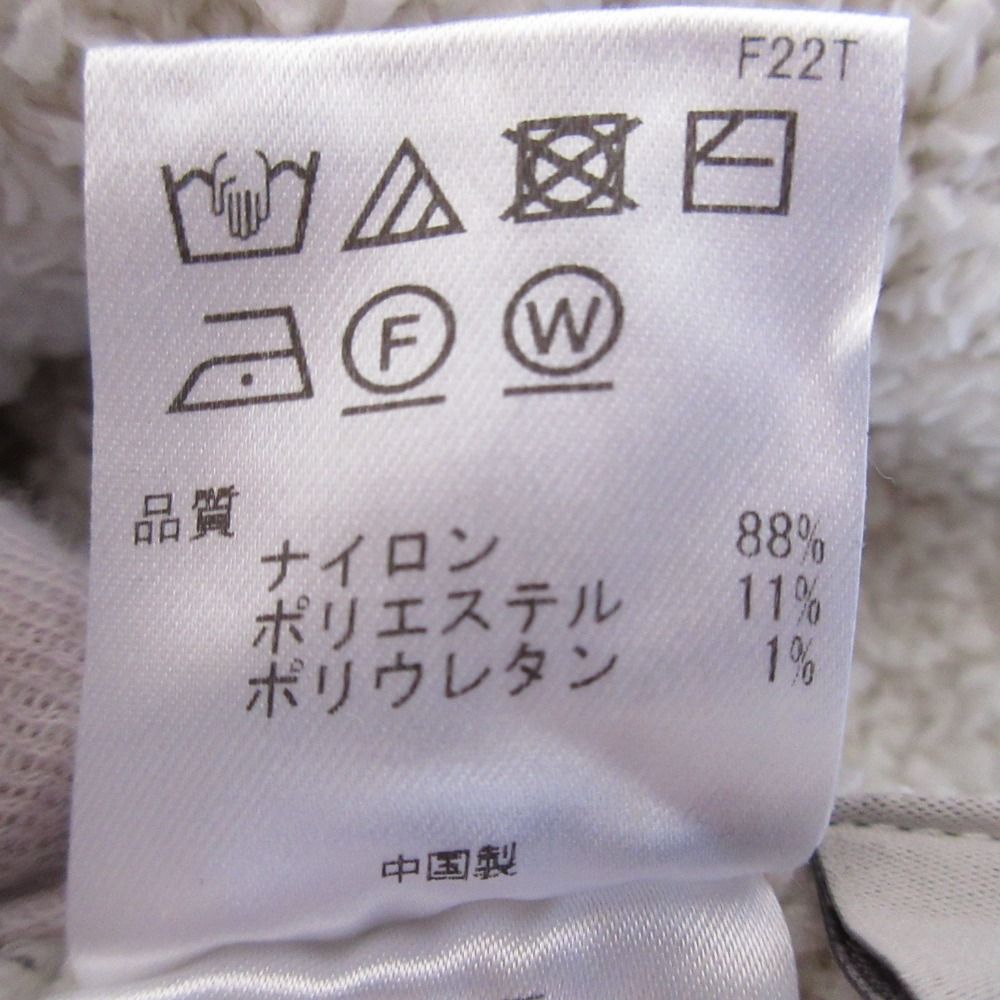 F22T
F W
品質
ナイロン 88%
ポリエステル 11%
ポリウレタン 1%
中国製